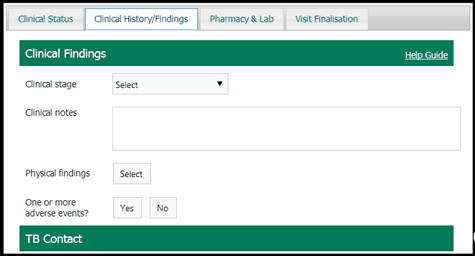 Clinical Status Clinical History/Findings Pharmacy & Lab Visit Finalisation
Clinical Findings Help Guide
Clinical stage Select
Clinical notes
Physical findings Select
One or more
adverse events? Yes No
TB Contact